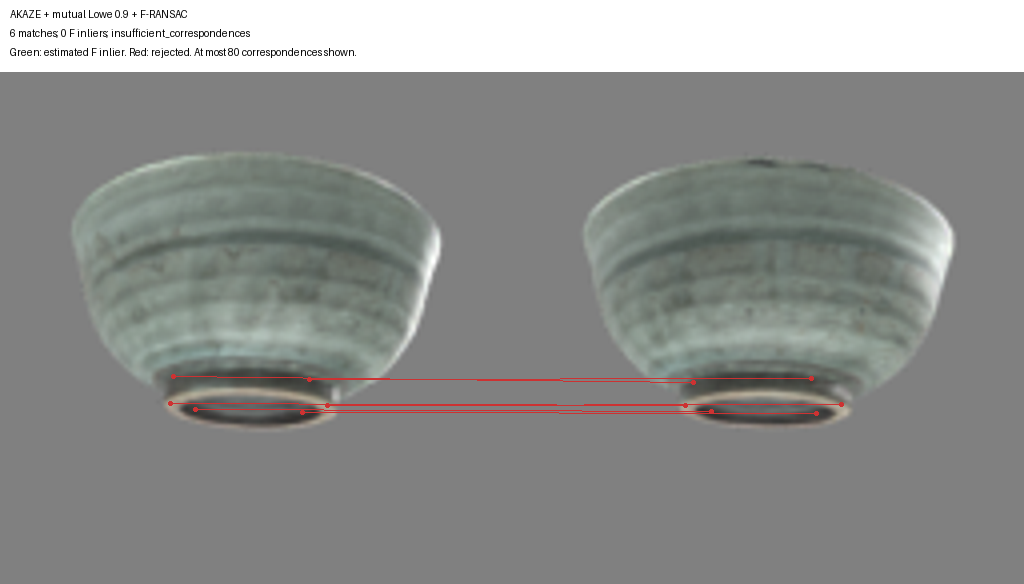 AKAZE + mutual Lowe 0.9 + F-RANSAC
6 matches; 0 F inliers; insufficient_correspondences
Green: estimated F inlier. Red: rejected. At most 80 correspondences shown.